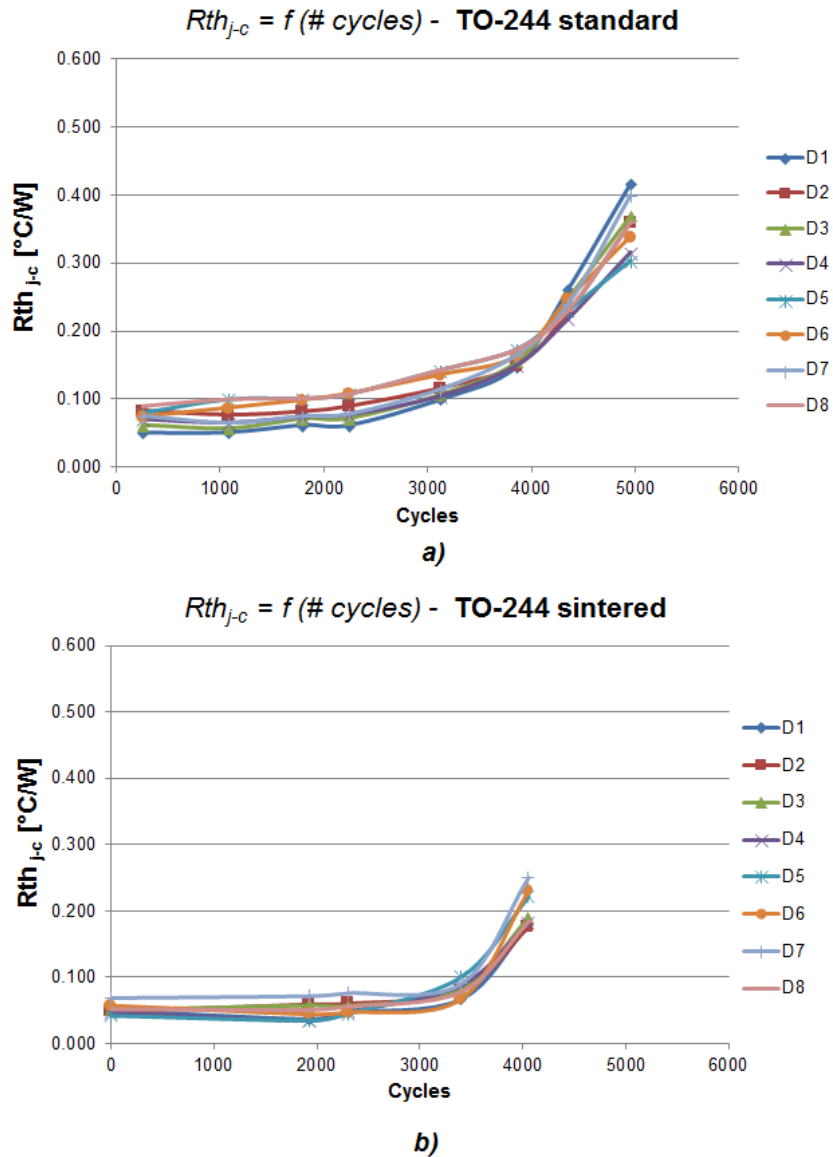 Rth j-c = f (# cycles) - TO-244 standard
0.600
0.500
0.400
0.300
0.200
0.100
0.000
Rth j-c [°C/W]
0 1000 2000 3000 4000 5000 6000
Cycles
D1
D2
D3
D4
D5
D6
D7
D8
a)
Rth j-c = f (# cycles) - TO-244 sintered
0.600
0.500
0.400
0.300
0.200
0.100
0.000
Rth j-c [°C/W]
0 1000 2000 3000 4000 5000 6000
Cycles
D1
D2
D3
D4
D5
D6
D7
D8
b)